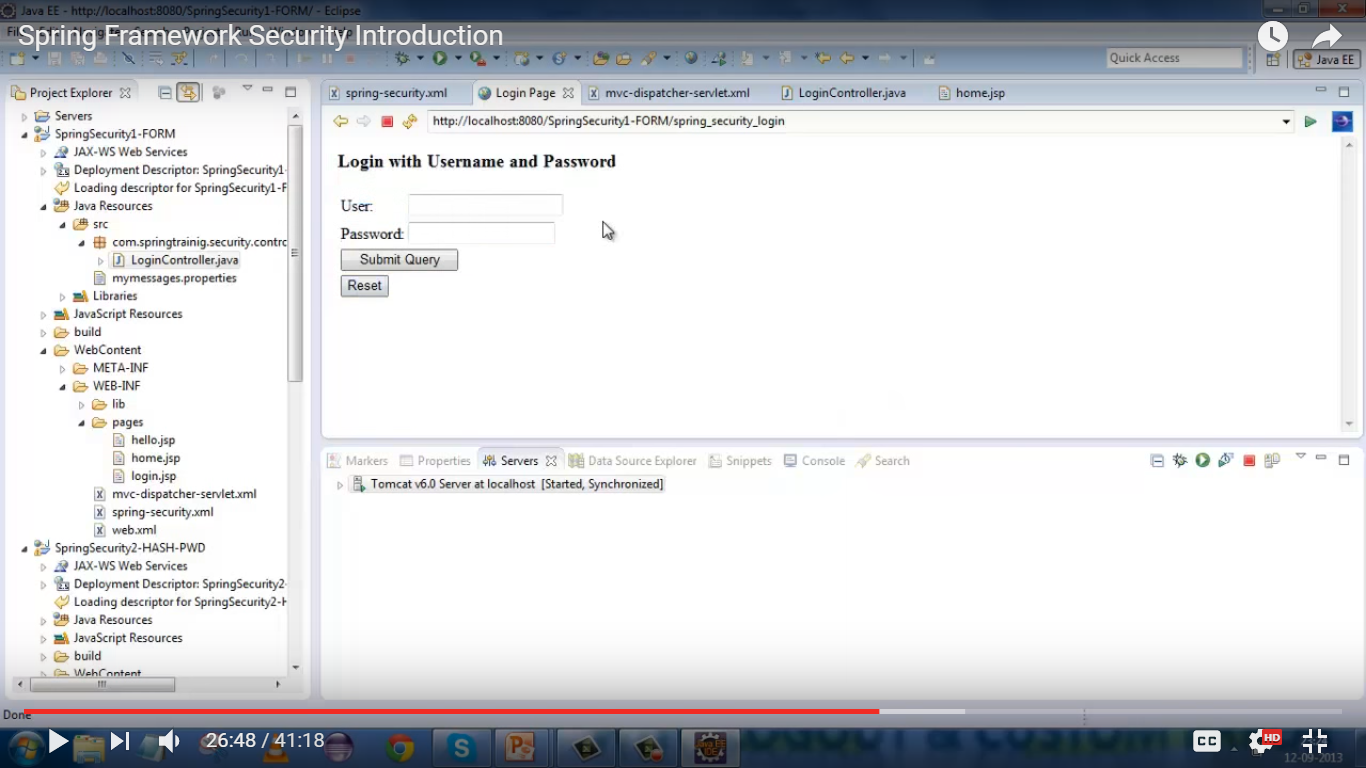 Java EE - http://localhost:8080/SpringSecurity1-FORM/ - Eclipse
Spring Framework Security Introduction
Quick Access
Java EE
Project Explorer
Servers
SpringSecurity1-FORM
JAX-WS Web Services
Deployment Descriptor: SpringSecurity1-
Loading descriptor for SpringSecurity1-F
Java Resources
src
com.springtrainig.security.contrc
LoginController.java
mymessages.properties
Libraries
JavaScript Resources
build
WebContent
META-INF
WEB-INF
lib
pages
hello.jsp
home.jsp
login.jsp
mvc-dispatcher-servlet.xml
spring-security.xml
web.xml
SpringSecurity2-HASH-PWD
JAX-WS Web Services
Deployment Descriptor: SpringSecurity2-
Loading descriptor for SpringSecurity2-H
Java Resources
JavaScript Resources
build
WebContent
spring-security.xml Login Page mvc-dispatcher-servlet.xml LoginController.java home.jsp
http://localhost:8080/SpringSecurity1-FORM/spring_security_login
Login with Username and Password
User:
Password:
Submit Query
Reset
Markers Properties Servers Data Source Explorer Snippets Console Search
Tomcat v6.0 Server at localhost [Started, Synchronized]
Done
26:48 / 41:18
CC
HD
12-09-2013